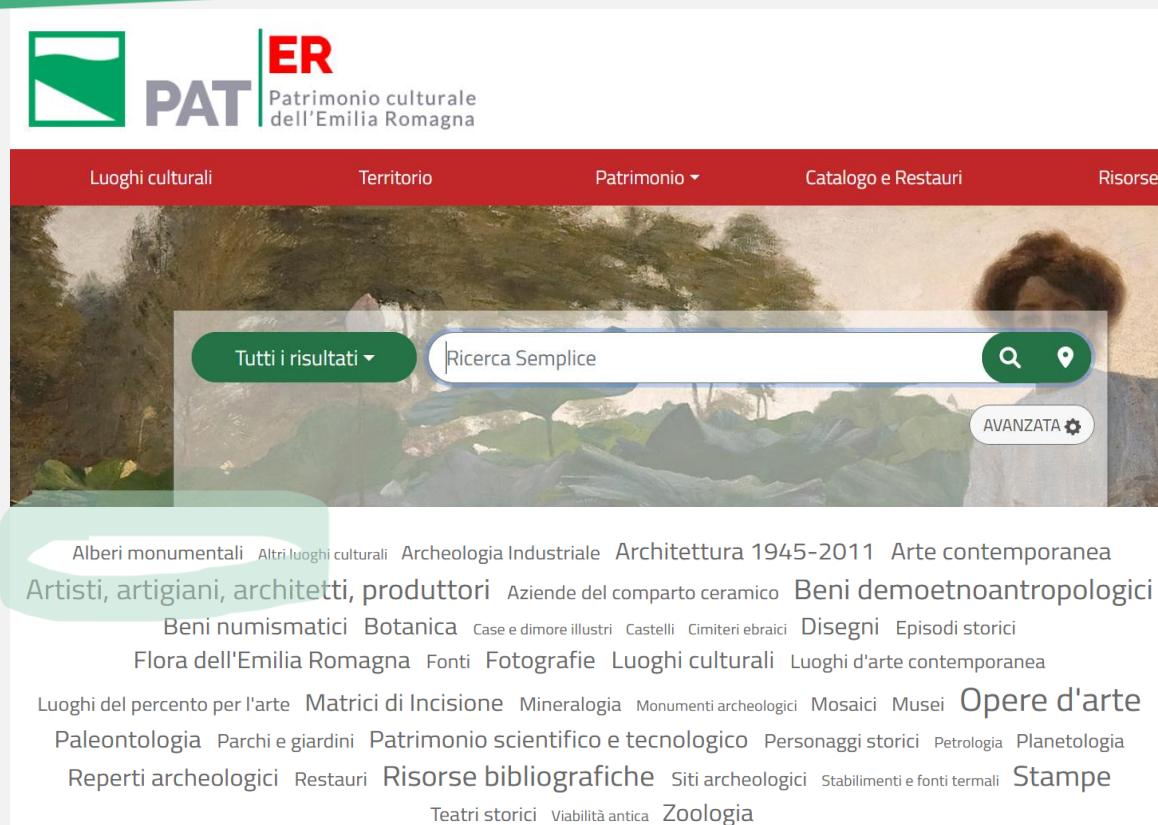 PAT ER
Patrimonio culturale
dell'Emilia Romagna
Luoghi culturali Territorio Patrimonio Catalogo e Restauri Risorse
Tutti i risultati Ricerca Semplice
AVANZATA
Alberi monumentali Altri luoghi culturali Archeologia Industriale Architettura 1945-2011 Arte contemporanea
Artisti, artigiani, architetti, produttori Aziende del comparto ceramico Beni demoetnoantropologici
Beni numismatici Botanica Case e dimore illustri Castelli Cimiteri ebraici Disegni Episodi storici
Flora dell'Emilia Romagna Fonti Fotografie Luoghi culturali Luoghi d'arte contemporanea
Luoghi del percento per l'arte Matrici di Incisione Mineralogia Monumenti archeologici Mosaici Musei Opere d'arte
Paleontologia Parchi e giardini Patrimonio scientifico e tecnologico Personaggi storici Petrologia Planetologia
Reperti archeologici Restauri Risorse bibliografiche Siti archeologici Stabilimenti e fonti termali Stampe
Teatri storici Viabilità antica Zoologia